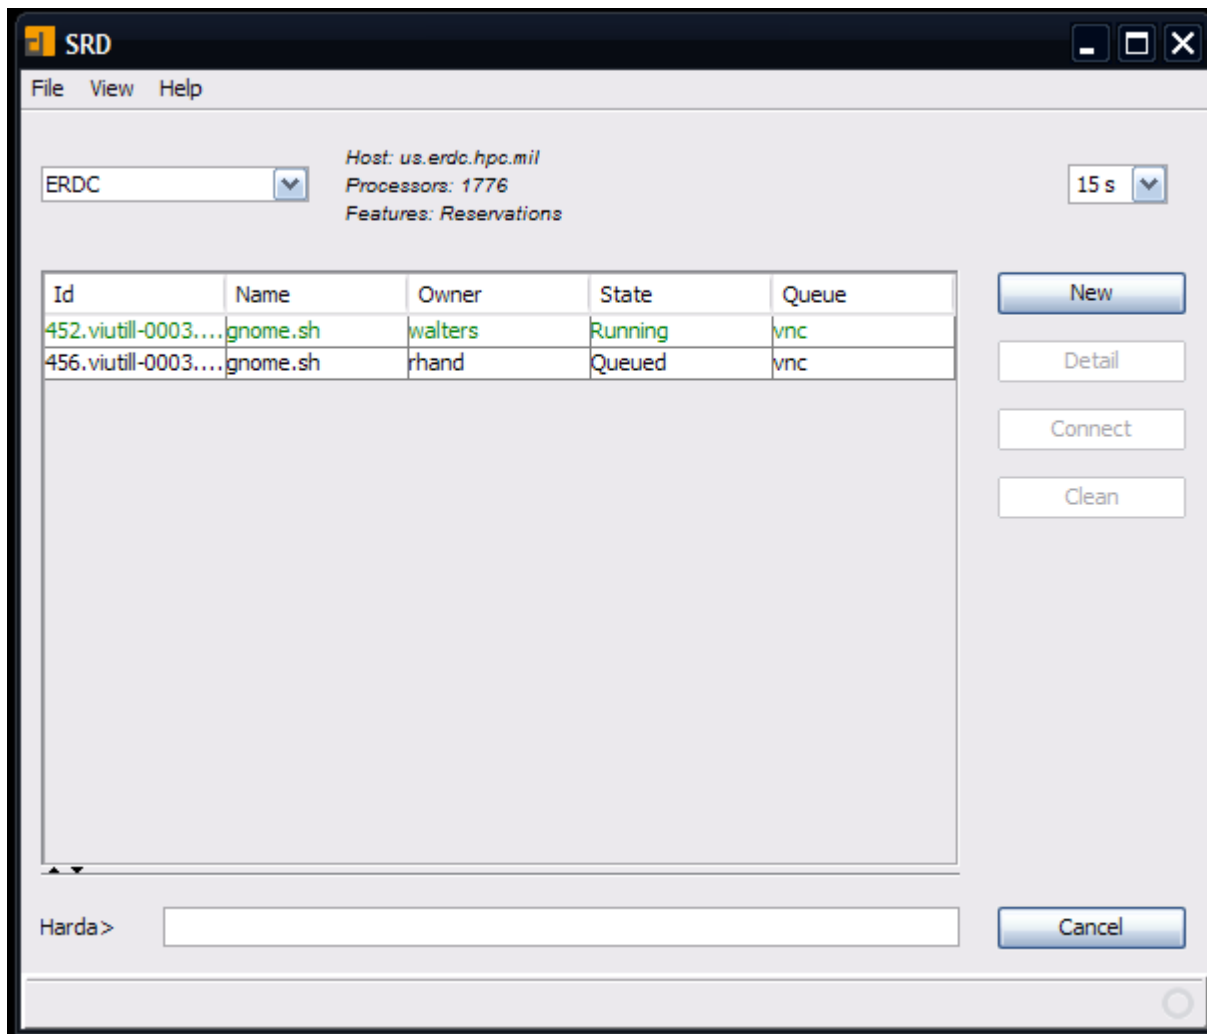 SRD
File View Help
ERDC
Host: us.erdc.hpc.mil
Processors: 1776
Features: Reservations
15 s
Id Name Owner State Queue
452.viutill-0003.... gnome.sh walters Running vnc
456.viutill-0003.... gnome.sh rhand Queued vnc
New
Detail
Connect
Clean
Harda>
Cancel